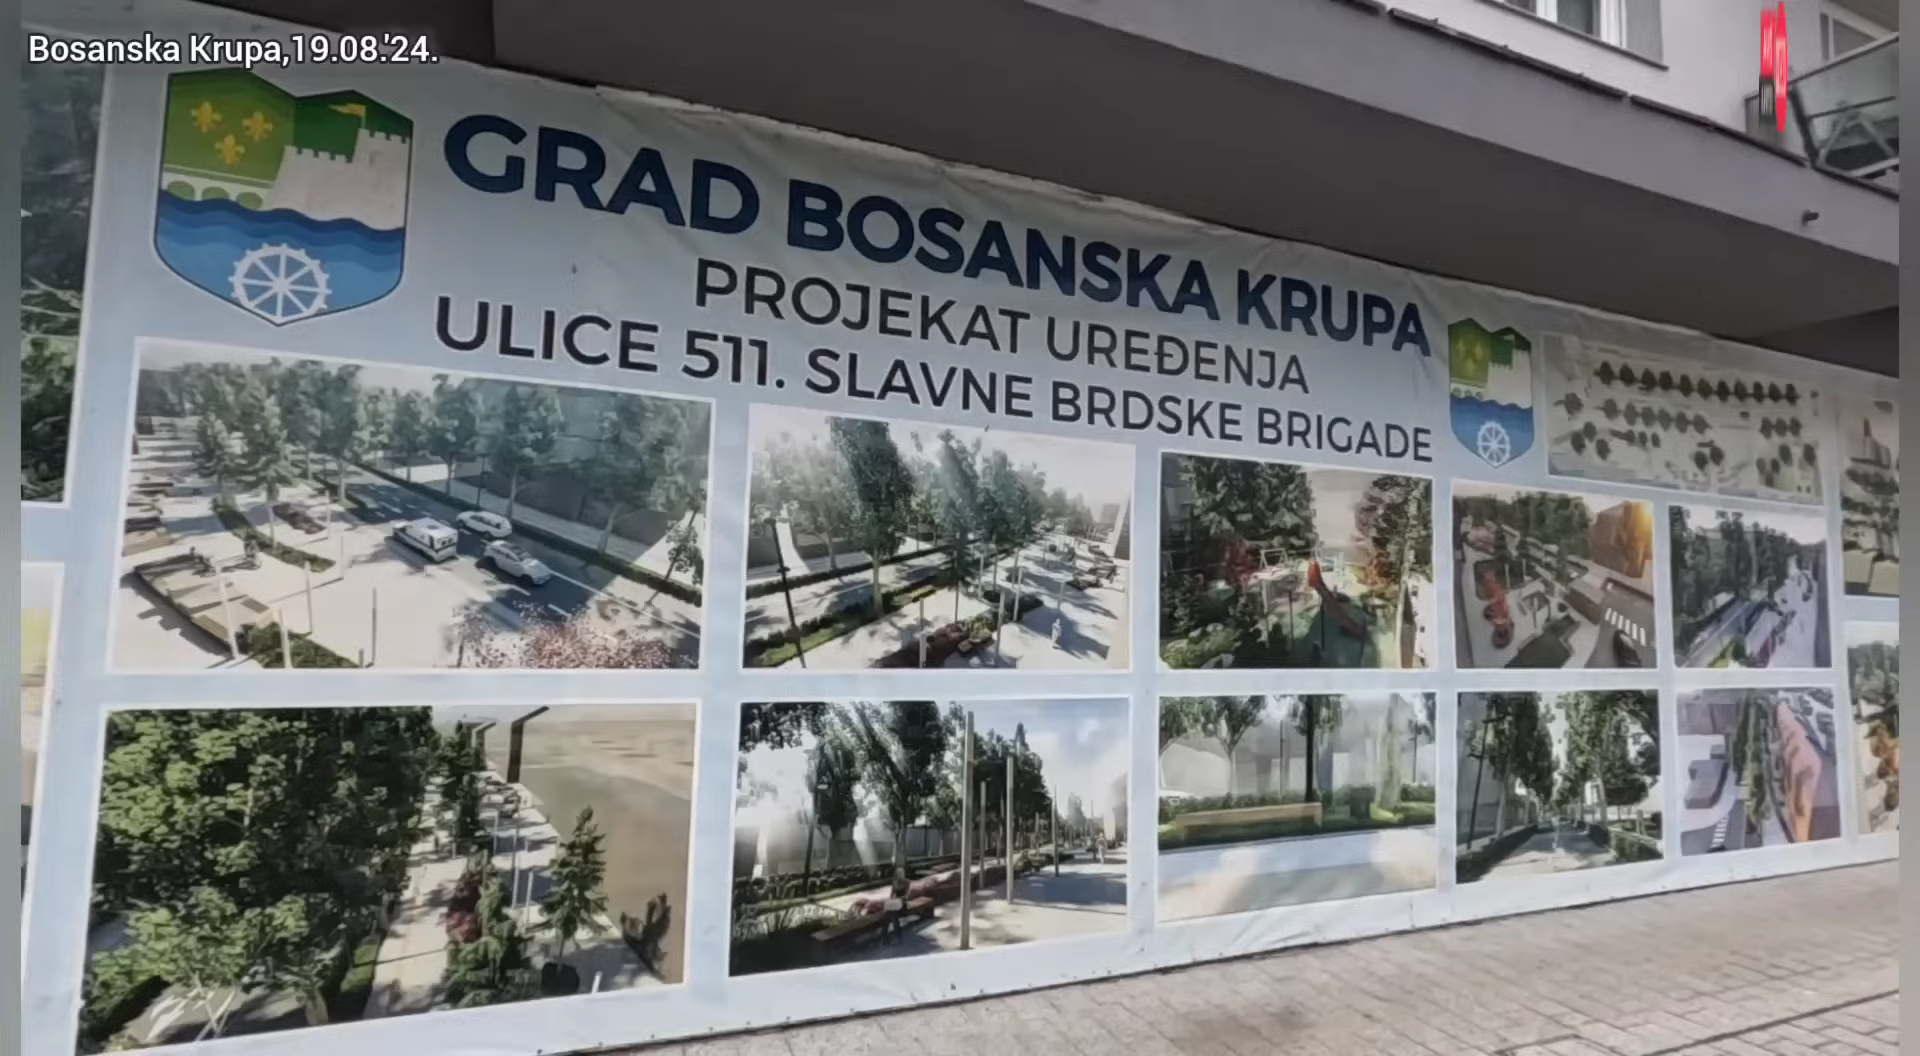 Bosanska Krupa,19.08.'24.
GRAD BOSANSKA KRUPA
PROJEKAT UREĐENJA
ULICE 511. SLAVNE BRDSKE BRIGADE